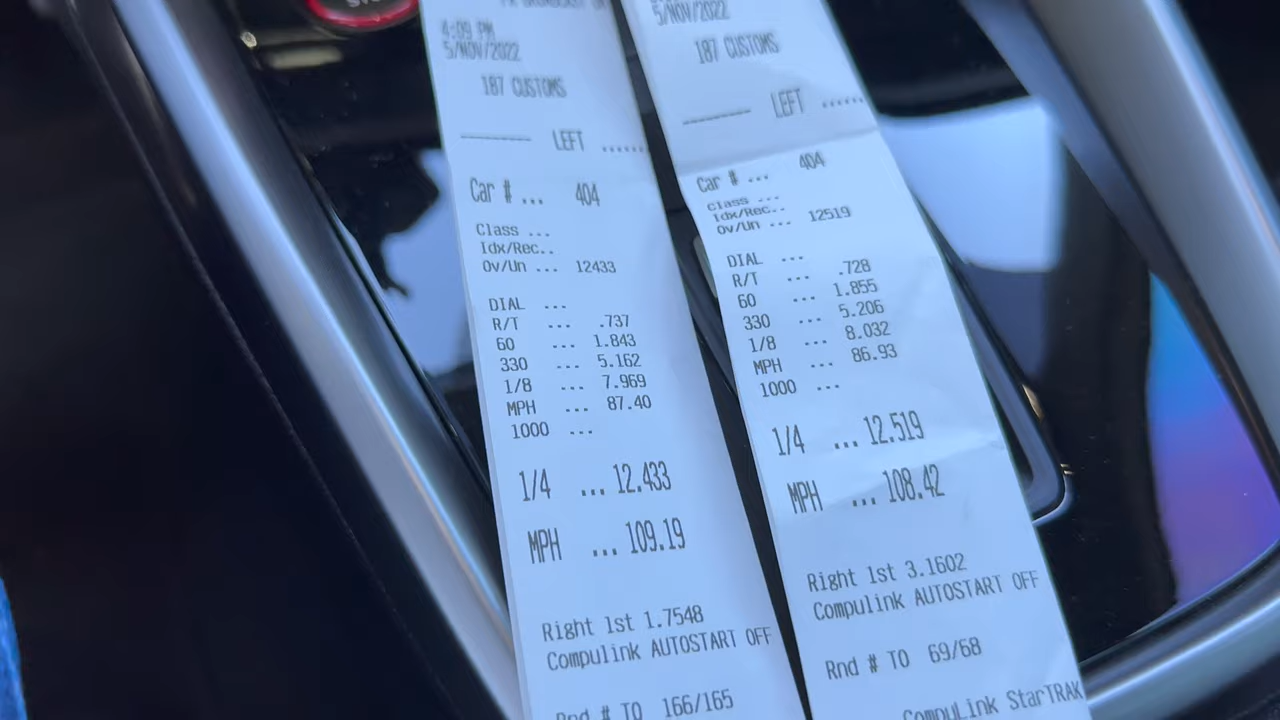 4:09 PM
5/NOV/2022
187 CUSTOMS
-------- LEFT ......
Car # ... 404
Class ...
Idx/Rec..
Ov/Un ... 12433
DIAL ...
R/T ... .737
60 ... 1.843
330 ... 5.162
1/8 ... 7.969
MPH ... 87.40
1000 ...
1/4 ... 12.433
MPH ... 109.19
Right 1st 1.7548
Compulink AUTOSTART OFF
Rnd # TO 166/165
5/NOV/2022
187 CUSTOMS
-------- LEFT ......
Car # ... 404
Class ...
Idx/Rec..
Ov/Un ... 12519
DIAL ...
R/T ... .728
60 ... 1.855
330 ... 5.206
1/8 ... 8.032
MPH ... 86.93
1000 ...
1/4 ... 12.519
MPH ... 108.42
Right 1st 3.1602
Compulink AUTOSTART OFF
Rnd # TO 69/68
CompuLink StarTRAK